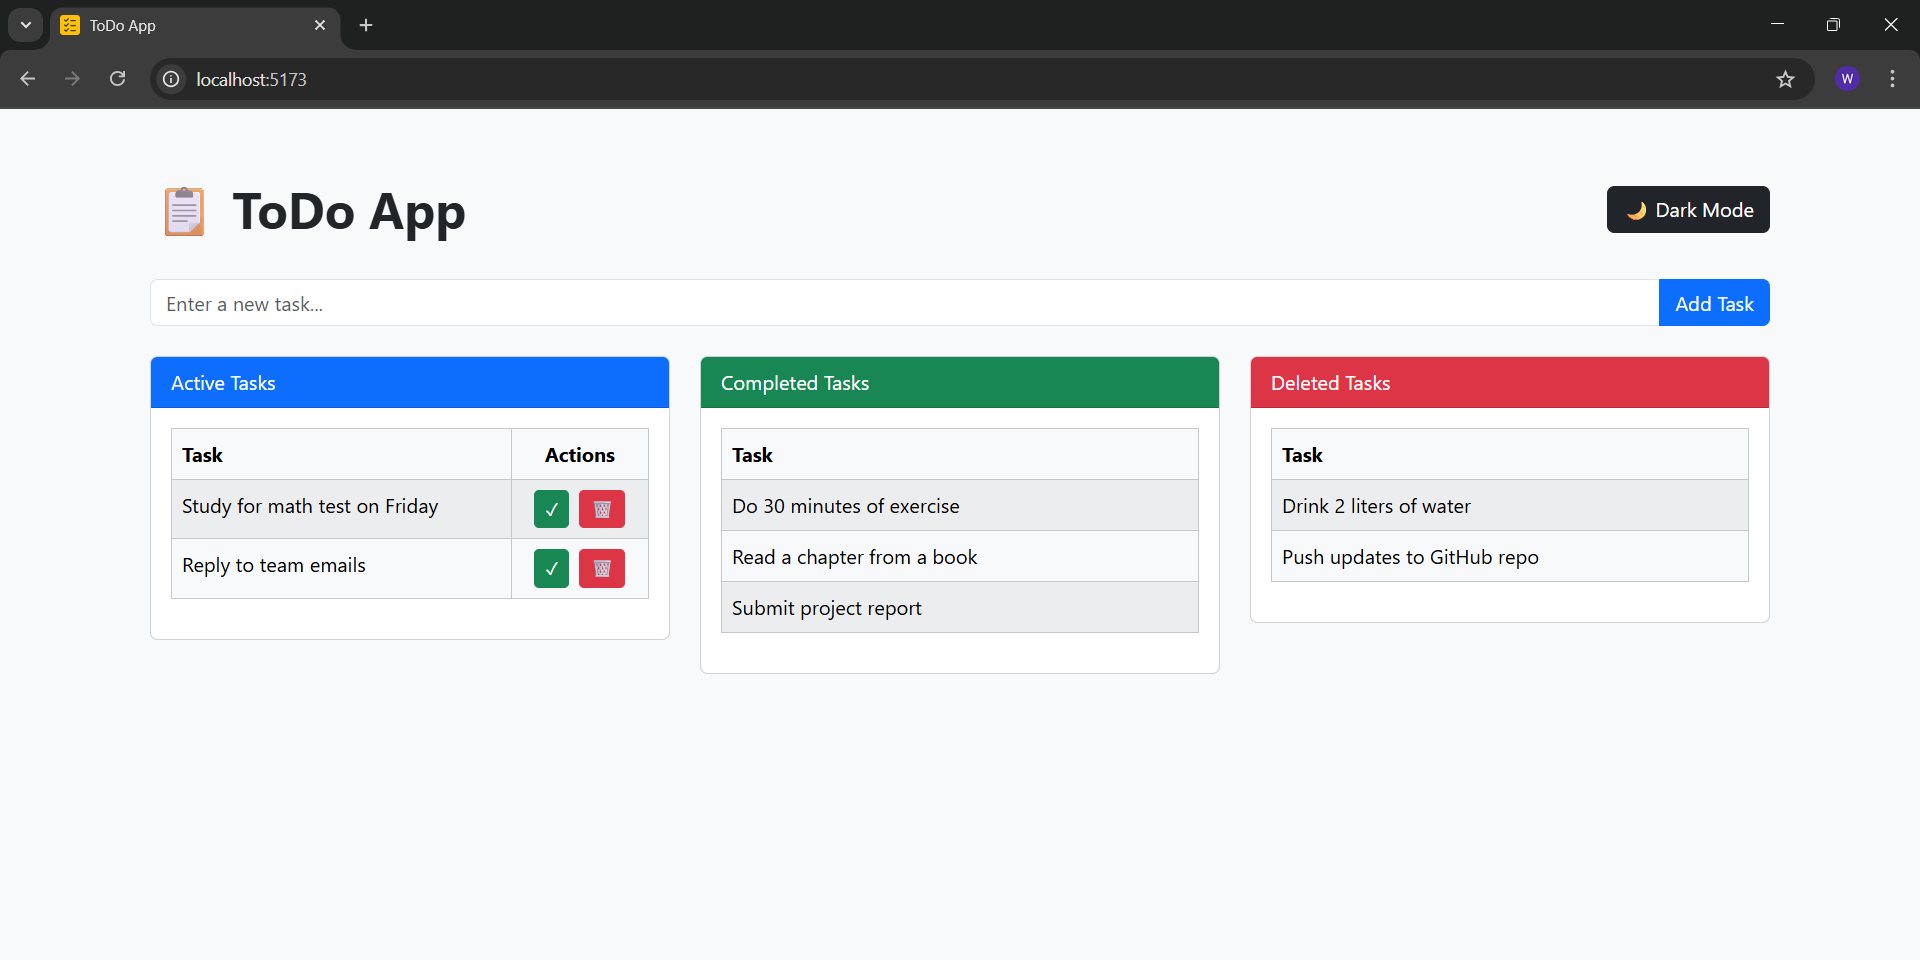 ToDo App
localhost:5173
W
ToDo App
Dark Mode
Enter a new task...
Add Task
Active Tasks
Task Actions
Study for math test on Friday
Reply to team emails
Completed Tasks
Task
Do 30 minutes of exercise
Read a chapter from a book
Submit project report
Deleted Tasks
Task
Drink 2 liters of water
Push updates to GitHub repo